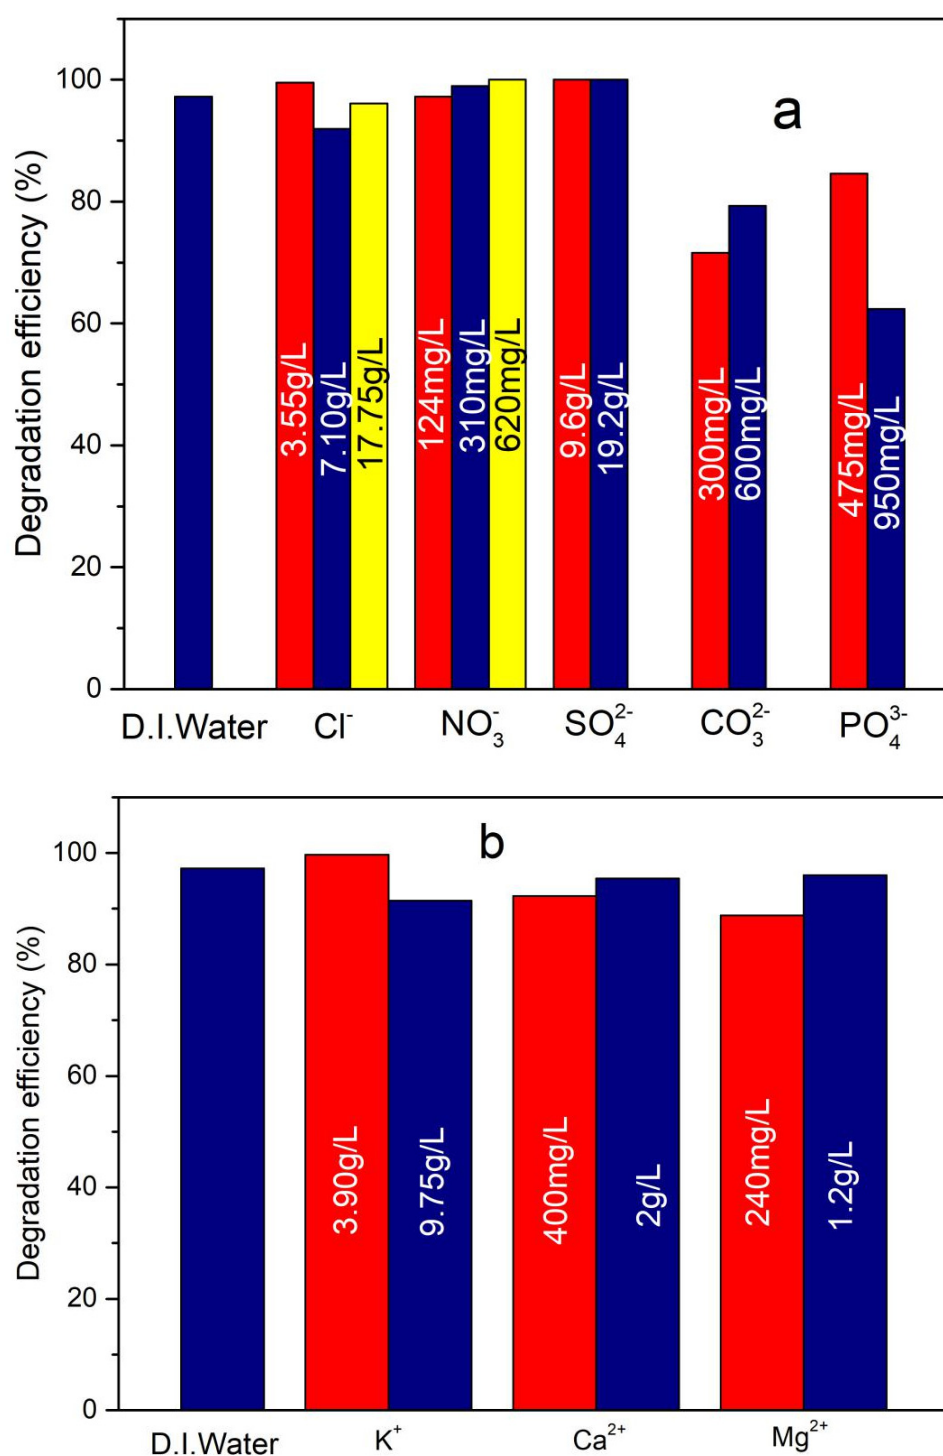 a
Degradation efficiency (%)
100
80
60
40
20
0
3.55g/L
7.10g/L
17.75g/L
124mg/L
310mg/L
620mg/L
9.6g/L
19.2g/L
300mg/L
600mg/L
475mg/L
950mg/L
D.I.Water Cl⁻ NO₃⁻ SO₄²⁻ CO₃²⁻ PO₄³⁻
b
Degradation efficiency (%)
100
80
60
40
20
0
3.90g/L
9.75g/L
400mg/L
2g/L
240mg/L
1.2g/L
D.I.Water K⁺ Ca²⁺ Mg²⁺